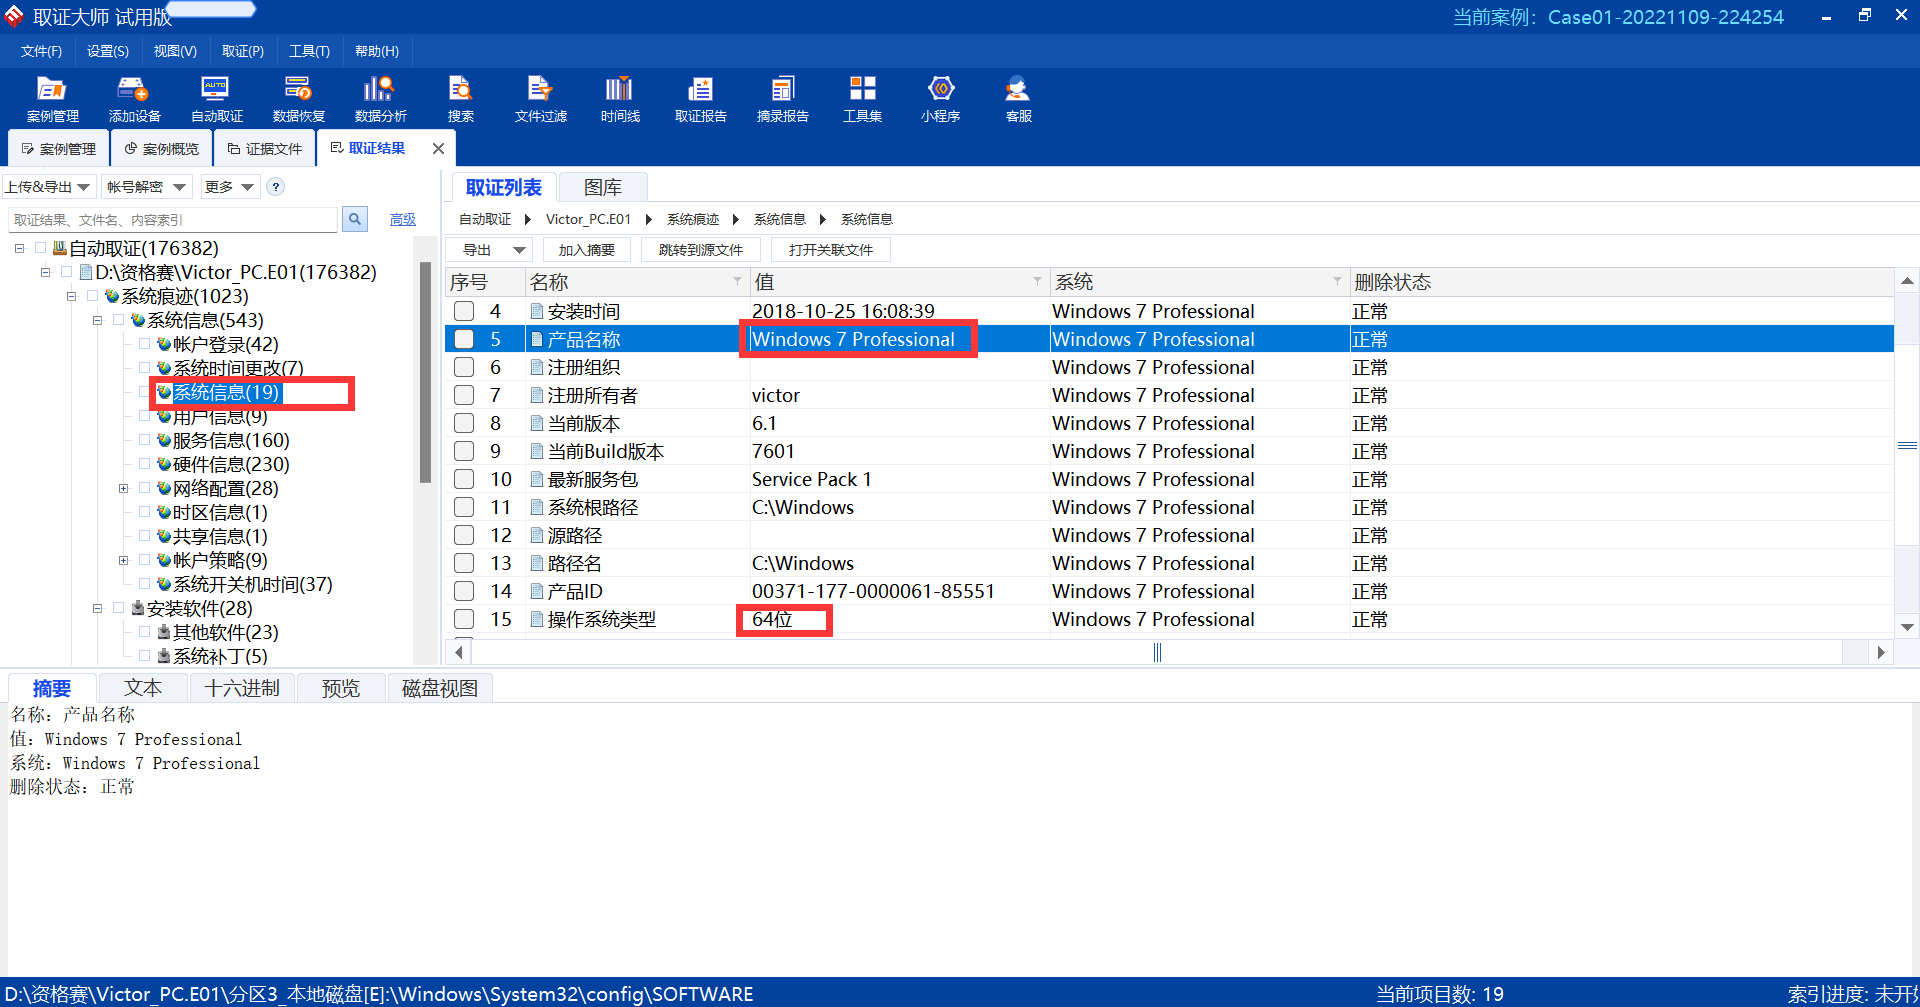 取证大师 试用版
当前案例：Case01-20221109-224254
文件(F) 设置(S) 视图(V) 取证(P) 工具(T) 帮助(H)
案例管理 添加设备 自动取证 数据恢复 数据分析 搜索 文件过滤 时间线 取证报告 摘录报告 工具集 小程序 客服
案例管理 案例概览 证据文件 取证结果
上传&导出 帐号解密 更多 ?
取证结果、文件名、内容索引 高级
自动取证(176382)
D:\资格赛\Victor_PC.E01(176382)
系统痕迹(1023)
系统信息(543)
帐户登录(42)
系统时间更改(7)
系统信息(19)
用户信息(9)
服务信息(160)
硬件信息(230)
网络配置(28)
时区信息(1)
共享信息(1)
帐户策略(9)
系统开关机时间(37)
安装软件(28)
其他软件(23)
系统补丁(5)
取证列表 图库
自动取证 Victor_PC.E01 系统痕迹 系统信息 系统信息
导出 加入摘要 跳转到源文件 打开关联文件
序号 名称 值 系统 删除状态
4 安装时间 2018-10-25 16:08:39 Windows 7 Professional 正常
5 产品名称 Windows 7 Professional Windows 7 Professional 正常
6 注册组织 Windows 7 Professional 正常
7 注册所有者 victor Windows 7 Professional 正常
8 当前版本 6.1 Windows 7 Professional 正常
9 当前Build版本 7601 Windows 7 Professional 正常
10 最新服务包 Service Pack 1 Windows 7 Professional 正常
11 系统根路径 C:\Windows Windows 7 Professional 正常
12 源路径 Windows 7 Professional 正常
13 路径名 C:\Windows Windows 7 Professional 正常
14 产品ID 00371-177-0000061-85551 Windows 7 Professional 正常
15 操作系统类型 64位 Windows 7 Professional 正常
摘要 文本 十六进制 预览 磁盘视图
名称：产品名称
值：Windows 7 Professional
系统：Windows 7 Professional
删除状态：正常
D:\资格赛\Victor_PC.E01\分区3_本地磁盘[E]:\Windows\System32\config\SOFTWARE
当前项目数: 19
索引进度: 未开